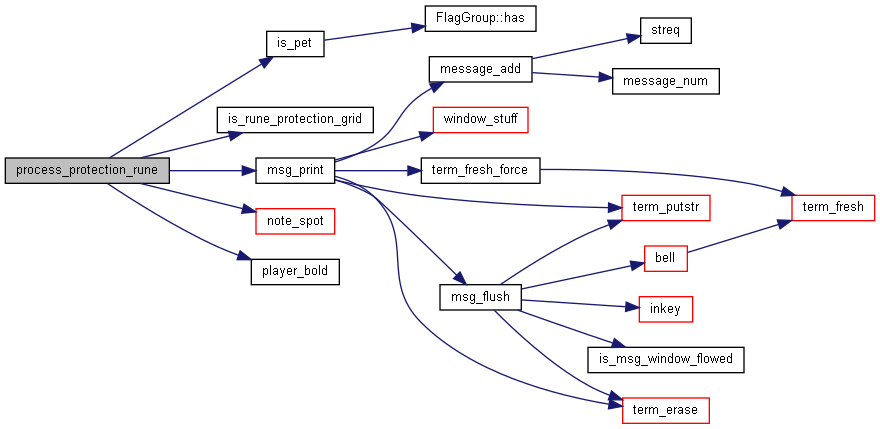 process_protection_rune
is_pet
FlagGroup::has
is_rune_protection_grid
msg_print
message_add
streq
message_num
window_stuff
term_fresh_force
term_putstr
term_fresh
msg_flush
bell
inkey
is_msg_window_flowed
term_erase
note_spot
player_bold